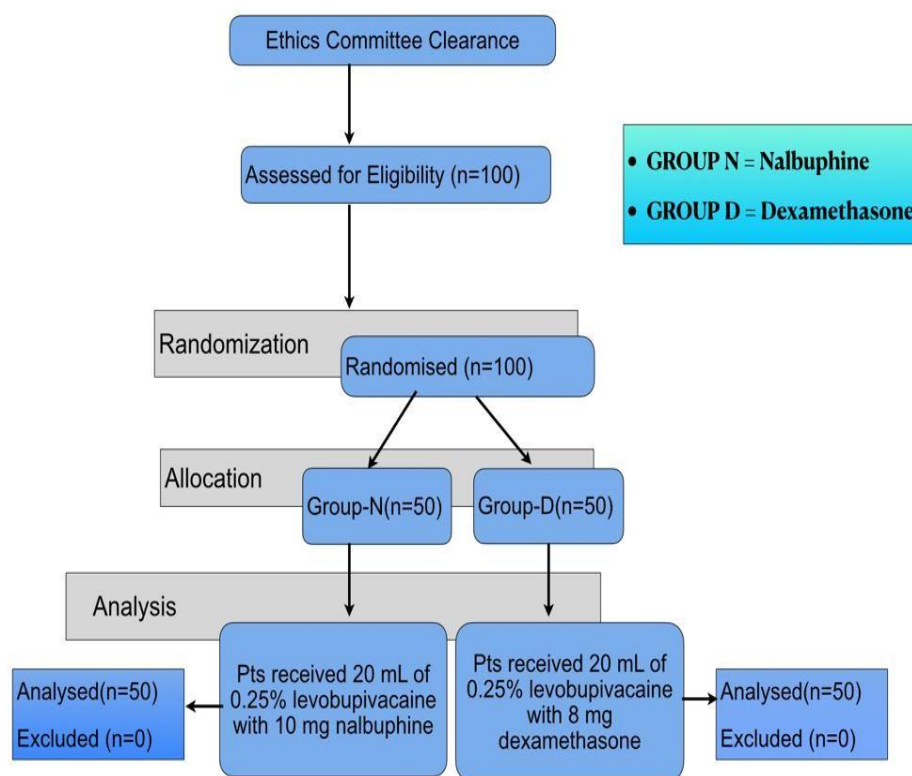 Ethics Committee Clearance
Assessed for Eligibility (n=100)
• GROUP N = Nalbuphine
• GROUP D = Dexamethasone
Randomization
Randomised (n=100)
Allocation
Group-N(n=50)
Group-D(n=50)
Analysis
Pts received 20 mL of
0.25% levobupivacaine
with 10 mg nalbuphine
Pts received 20 mL of
0.25% levobupivacaine
with 8 mg
dexamethasone
Analysed(n=50)
Excluded (n=0)
Analysed(n=50)
Excluded(n=0)